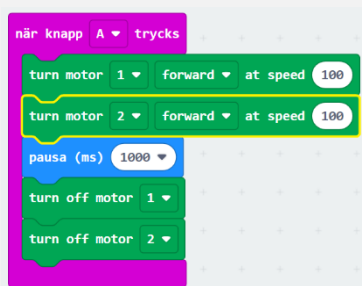 när knapp A trycks
turn motor 1 forward at speed 100
turn motor 2 forward at speed 100
pausa (ms) 1000
turn off motor 1
turn off motor 2